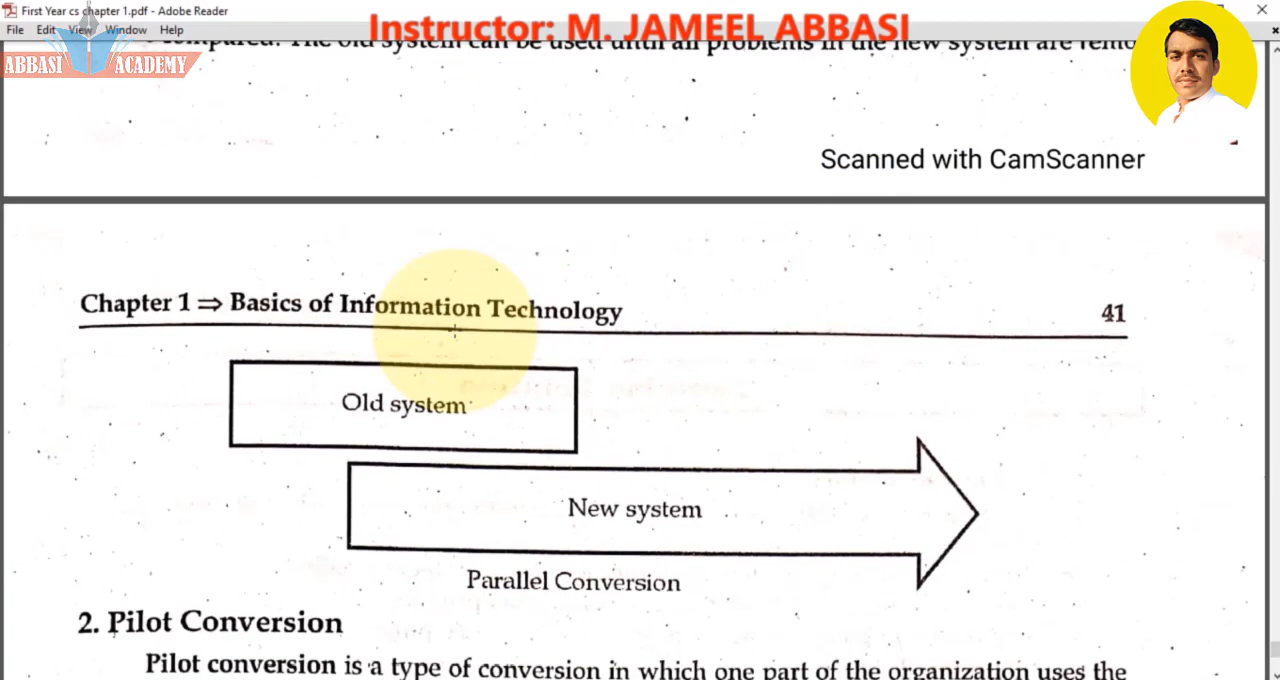 First Year cs chapter 1.pdf - Adobe Reader
File Edit View Window Help
Instructor: M. JAMEEL ABBASI
ABBASI ACADEMY
compared. The old system can be used until all problems in the new system are remo
Scanned with CamScanner
Chapter 1 ⇒ Basics of Information Technology 41
Old system
New system
Parallel Conversion
2. Pilot Conversion
Pilot conversion is a type of conversion in which one part of the organization uses the